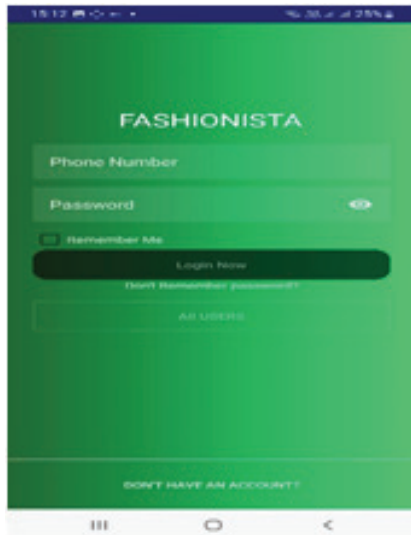 15:12
25%
FASHIONISTA
Phone Number
Password
Remember Me
Login Now
Don't Remember password?
All USERS
DON'T HAVE AN ACCOUNT?